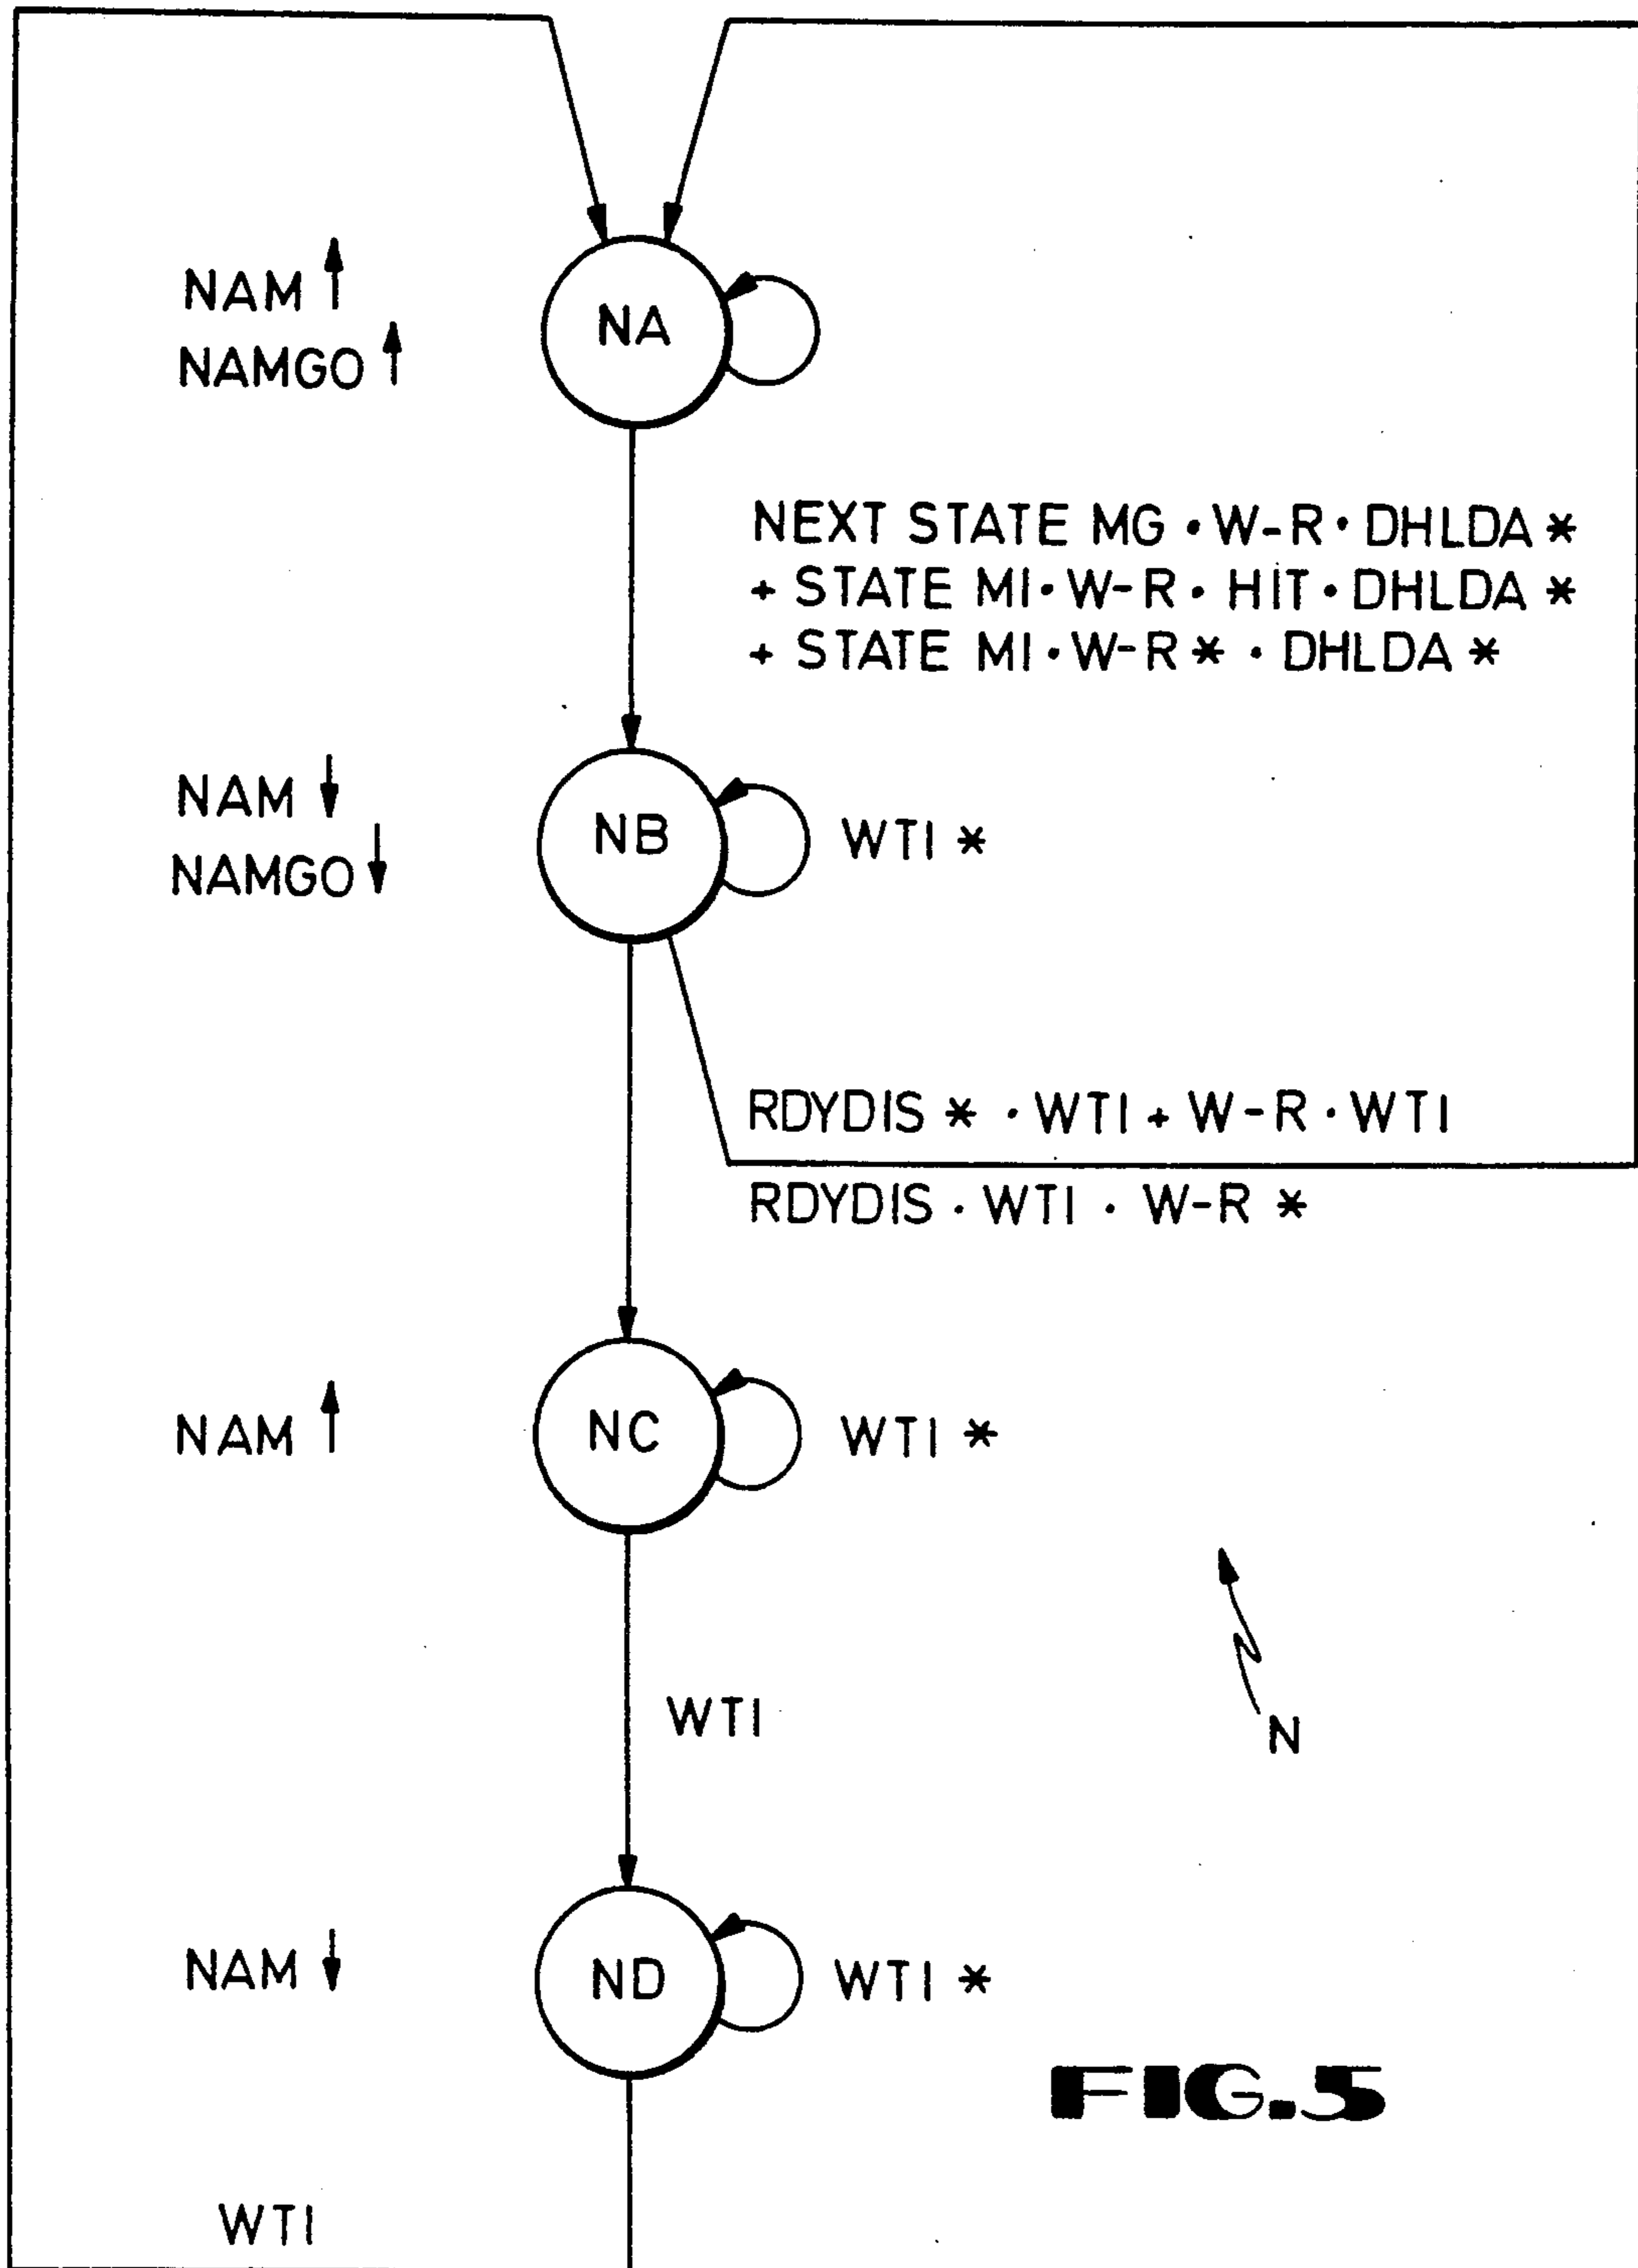 NAM ↑
NAMGO ↑
NA
NEXT STATE MG · W-R · DHLDA *
+ STATE MI · W-R · HIT · DHLDA *
+ STATE MI · W-R * · DHLDA *
NAM ↓
NAMGO ↓
NB
WTI *
RDYDIS * · WTI + W-R · WTI
RDYDIS · WTI · W-R *
NAM ↑
NC
WTI *
WTI
N
NAM ↓
ND
WTI *
FIG.5
WTI